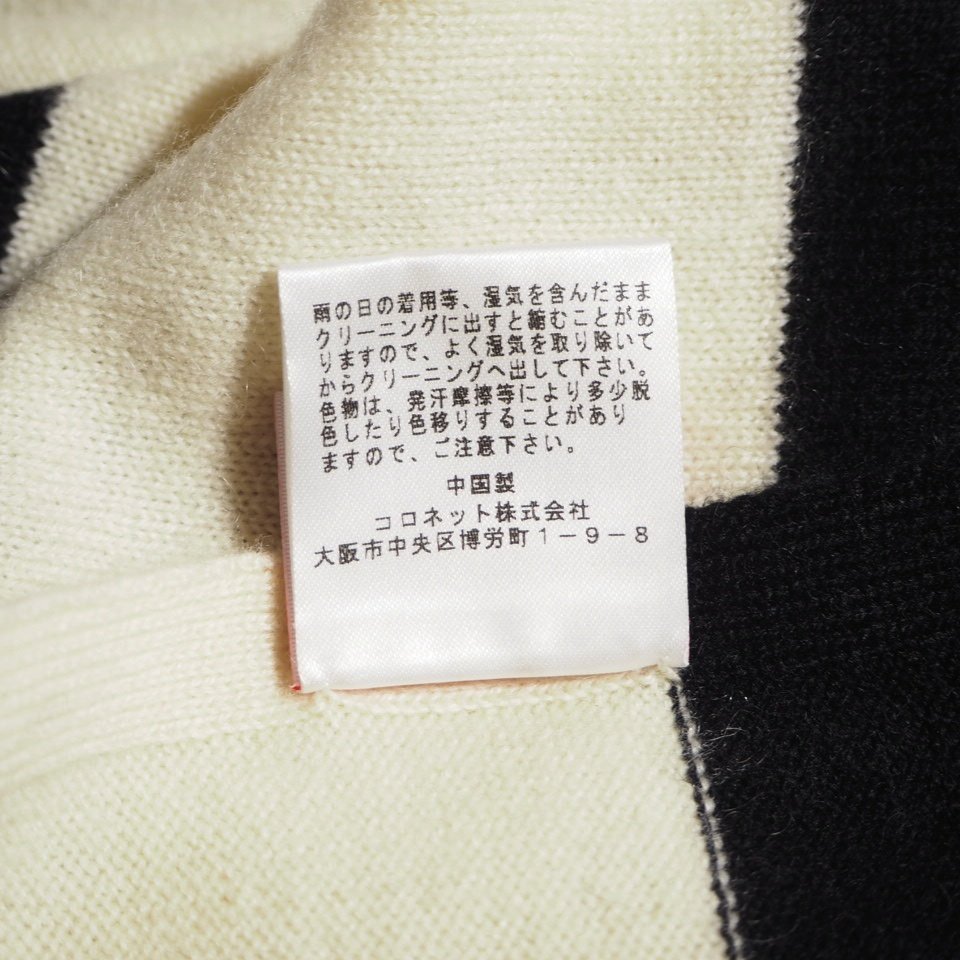 雨の日の着用等、湿気を含んだまま
クリーニングに出すと縮むことがあ
りますので、よく湿気を取り除いて
からクリーニングへ出して下さい。
色物は、発汗摩擦等により多少脱
色したり色移りすることがあり
ますので、ご注意下さい。
中国製
コロネット株式会社
大阪市中央区博労町1-9-8